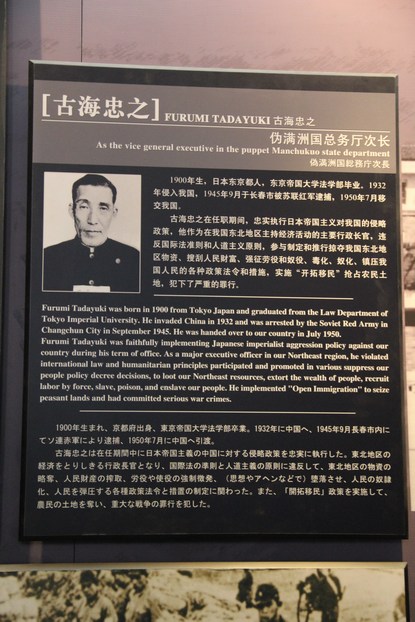 [古海忠之] FURUMI TADAYUKI 古海忠之
伪满洲国总务厅次长
As the vice general executive in the puppet Manchukuo state department
偽満洲国総務庁次長
1900年生，日本东京都人，东京帝国大学法学部毕业，1932
年侵入我国，1945年9月于长春市被苏联红军逮捕，1950年7月移
交我国。
古海忠之在任职期间，忠实执行日本帝国主义对我国的侵略
政策，他作为在我国东北地区主持经济活动的主要行政长官，违
反国际法准则和人道主义原则，参与制定和推行掠夺我国东北地
区物资、搜刮人民财富、强征劳役和奴役、毒化、奴化、镇压我
国人民的各种政策法令和措施，实施“开拓移民”抢占农民土
地，犯下了严重的罪行。
Furumi Tadayuki was born in 1900 from Tokyo Japan and graduated from the Law Department of
Tokyo Imperial University. He invaded China in 1932 and was arrested by the Soviet Red Army in
Changchun City in September 1945. He was handed over to our country in July 1950.
Furumi Tadayuki was faithfully implementing Japanese imperialist aggression policy against our
country during his term of office. As a major executive officer in our Northeast region, he violated
international law and humanitarian principles participated and promoted in various suppress our
people policy decree decisions, to loot our Northeast resources, extort the wealth of people, recruit
labor by force, slave, poison, and enslave our people. He implemented "Open Immigration" to seize
peasant lands and had committed serious war crimes.
1900年生まれ、京都府出身、東京帝国大学法学部卒業。1932年に中国へ、1945年9月長春市内に
てソ連赤軍により逮捕、1950年7月に中国へ引渡。
古海忠之は在任期間中に日本帝国主義の中国に対する侵略政策を忠実に執行した。東北地区の
経済をとりしきる行政長官となり、国際法の準則と人道主義の原則に違反して、東北地区の物資の
略奪、人民財産の搾取、労役や使役の強制徴発、（思想やアヘンなどで）堕落させ、人民の奴隷
化、人民を弾圧する各種政策法令と措置の制定に関わった。また、「開拓移民」政策を実施して、
農民の土地を奪い、重大な戦争の罪行を犯した。